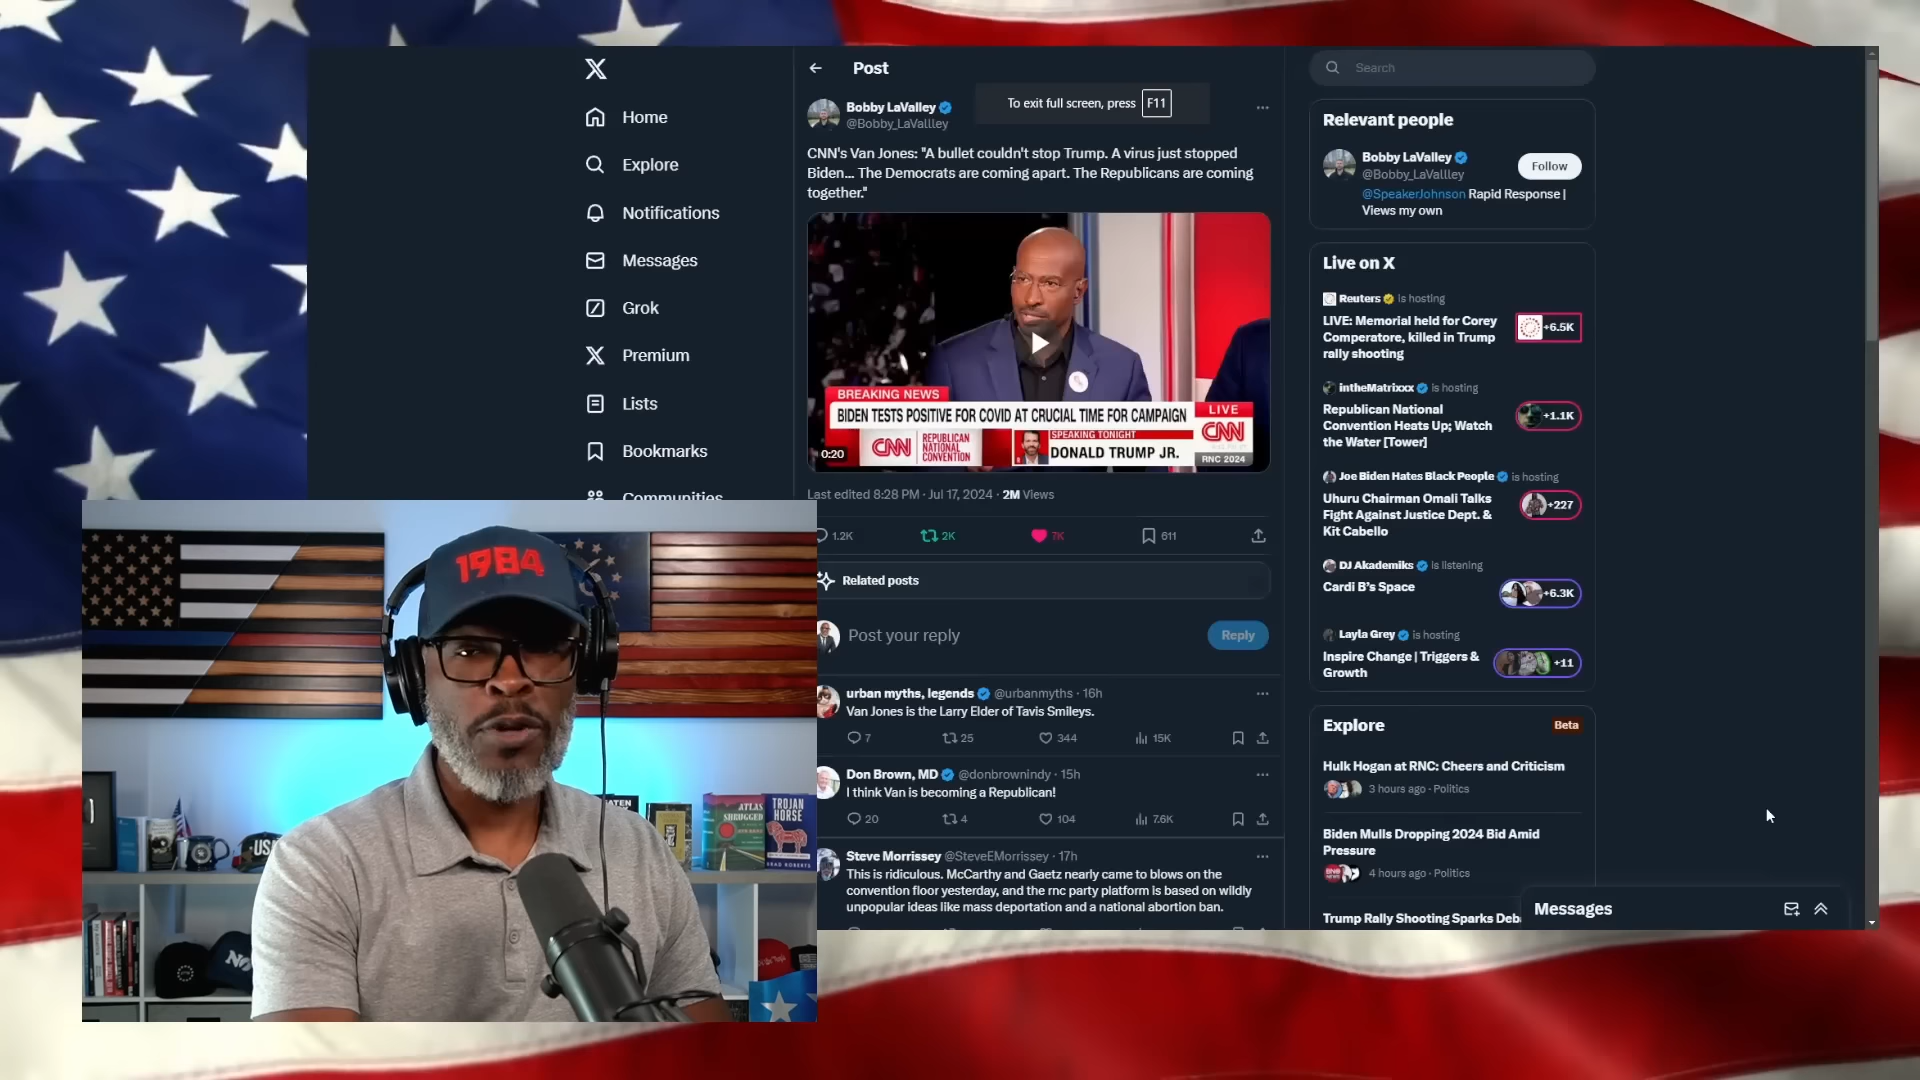 Home
Explore
Notifications
Messages
Grok
Premium
Lists
Bookmarks
Communities
Post
To exit full screen, press F11
Bobby LaValley
@Bobby_LaVallley
CNN's Van Jones: "A bullet couldn't stop Trump. A virus just stopped
Biden... The Democrats are coming apart. The Republicans are coming
together."
BREAKING NEWS
BIDEN TESTS POSITIVE FOR COVID AT CRUCIAL TIME FOR CAMPAIGN
LIVE
CNN
CNN
REPUBLICAN
NATIONAL
CONVENTION
SPEAKING TONIGHT
DONALD TRUMP JR.
RNC 2024
0:20
Last edited 8:28 PM · Jul 17, 2024 · 2M Views
1.2K
2K
7K
611
Related posts
Post your reply
Reply
urban myths, legends @urbanmyths · 16h
Van Jones is the Larry Elder of Tavis Smileys.
7
25
344
15K
Don Brown, MD @donbrownindy · 15h
I think Van is becoming a Republican!
20
4
104
7.6K
Steve Morrissey @SteveEMorrissey · 17h
This is ridiculous. McCarthy and Gaetz nearly came to blows on the
convention floor yesterday, and the rnc party platform is based on wildly
unpopular ideas like mass deportation and a national abortion ban.
Search
Relevant people
Bobby LaValley
@Bobby_LaVallley
Follow
@SpeakerJohnson Rapid Response |
Views my own
Live on X
Reuters is hosting
LIVE: Memorial held for Corey
Comperatore, killed in Trump
rally shooting
+6.5K
intheMatrixxx is hosting
Republican National
Convention Heats Up; Watch
the Water [Tower]
+1.1K
Joe Biden Hates Black People is hosting
Uhuru Chairman Omali Talks
Fight Against Justice Dept. &
Kit Cabello
+227
DJ Akademiks is listening
Cardi B's Space
+6.3K
Layla Grey is hosting
Inspire Change | Triggers &
Growth
+11
Explore
Beta
Hulk Hogan at RNC: Cheers and Criticism
3 hours ago · Politics
Biden Mulls Dropping 2024 Bid Amid
Pressure
4 hours ago · Politics
Trump Rally Shooting Sparks Deb
Messages
1984
ATLAS
SHRUGGED
TROJAN
HORSE
USA
NO